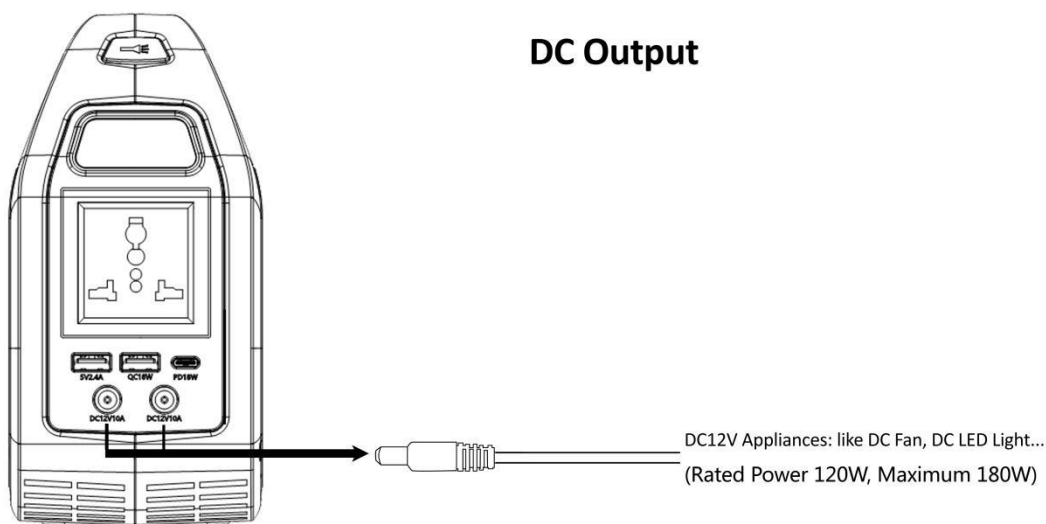 DC Output
5V2.4A QC18W PD18W
DC12V10A DC12V10A
DC12V Appliances: like DC Fan, DC LED Light...
(Rated Power 120W, Maximum 180W)